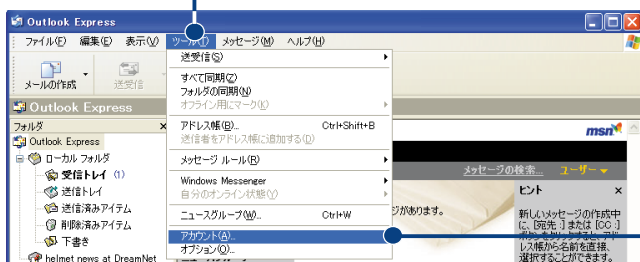 Outlook Express
ファイル(F) 編集(E) 表示(V) ツール(T) メッセージ(M) ヘルプ(H)
メールの作成 送受信
送受信(S)
すべて同期(Z)
フォルダの同期(N)
オフライン用にマーク(K)
アドレス帳(B)... Ctrl+Shift+B
送信者をアドレス帳に追加する(D)
メッセージ ルール(R)
Windows Messenger
自分のオンライン状態(Y)
ニュースグループ(W)... Ctrl+W
アカウント(A)...
オプション(O)...
Outlook Express
フォルダ ×
Outlook Express
ローカル フォルダ
受信トレイ (1)
送信トレイ
送信済みアイテム
削除済みアイテム
下書き
helmet news at DreamNet
msn
メッセージの検索... ユーザー
ジがあります。
ヒント ×
新しいメッセージの作成中
に、[宛先 :] または [CC :]
レス帳から名前を直接、
選択することができます。